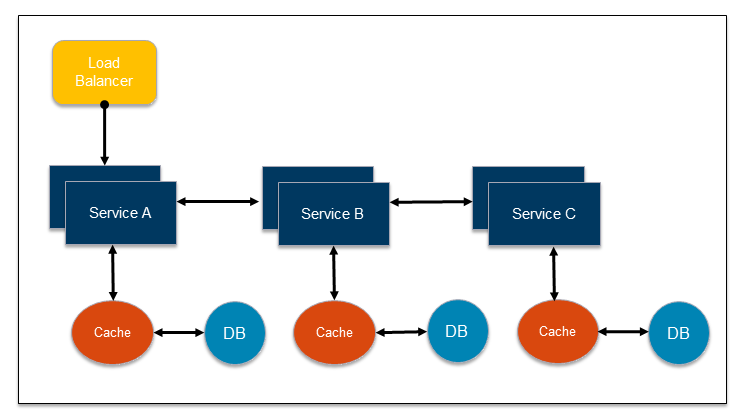 Load
Balancer
Service A
Service B
Service C
Cache
DB
Cache
DB
Cache
DB